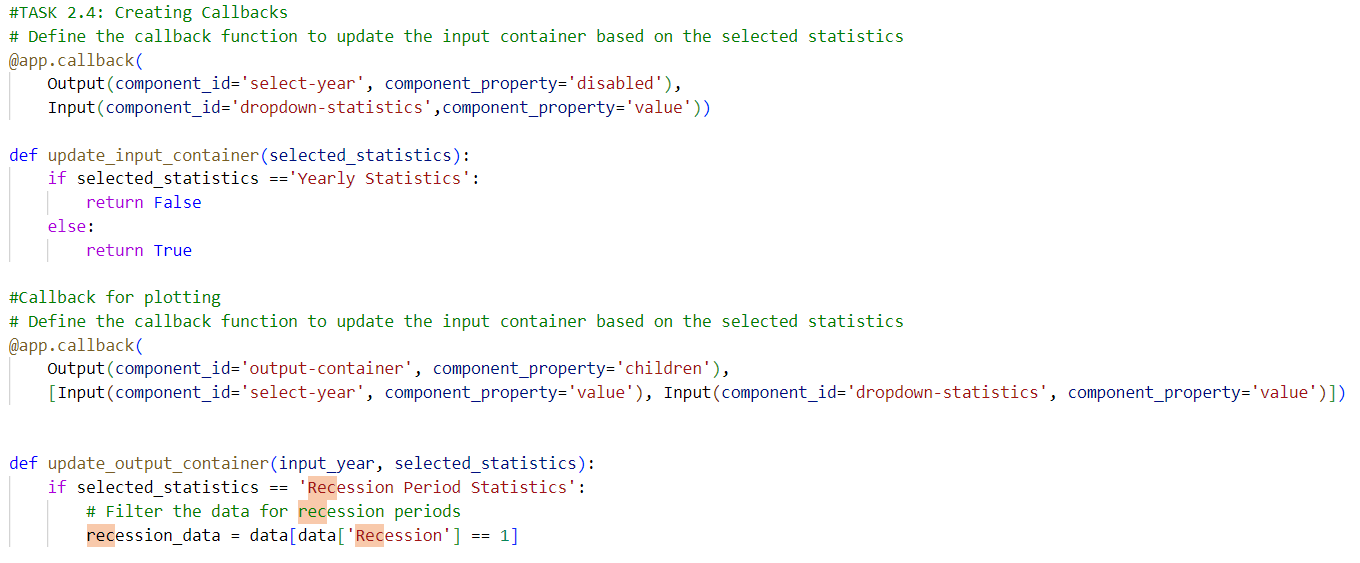 #TASK 2.4: Creating Callbacks
# Define the callback function to update the input container based on the selected statistics
@app.callback(
    Output(component_id='select-year', component_property='disabled'),
    Input(component_id='dropdown-statistics',component_property='value'))
def update_input_container(selected_statistics):
    if selected_statistics =='Yearly Statistics':
        return False
    else:
        return True
#Callback for plotting
# Define the callback function to update the input container based on the selected statistics
@app.callback(
    Output(component_id='output-container', component_property='children'),
    [Input(component_id='select-year', component_property='value'), Input(component_id='dropdown-statistics', component_property='value')])
def update_output_container(input_year, selected_statistics):
    if selected_statistics == 'Recession Period Statistics':
        # Filter the data for recession periods
        recession_data = data[data['Recession'] == 1]